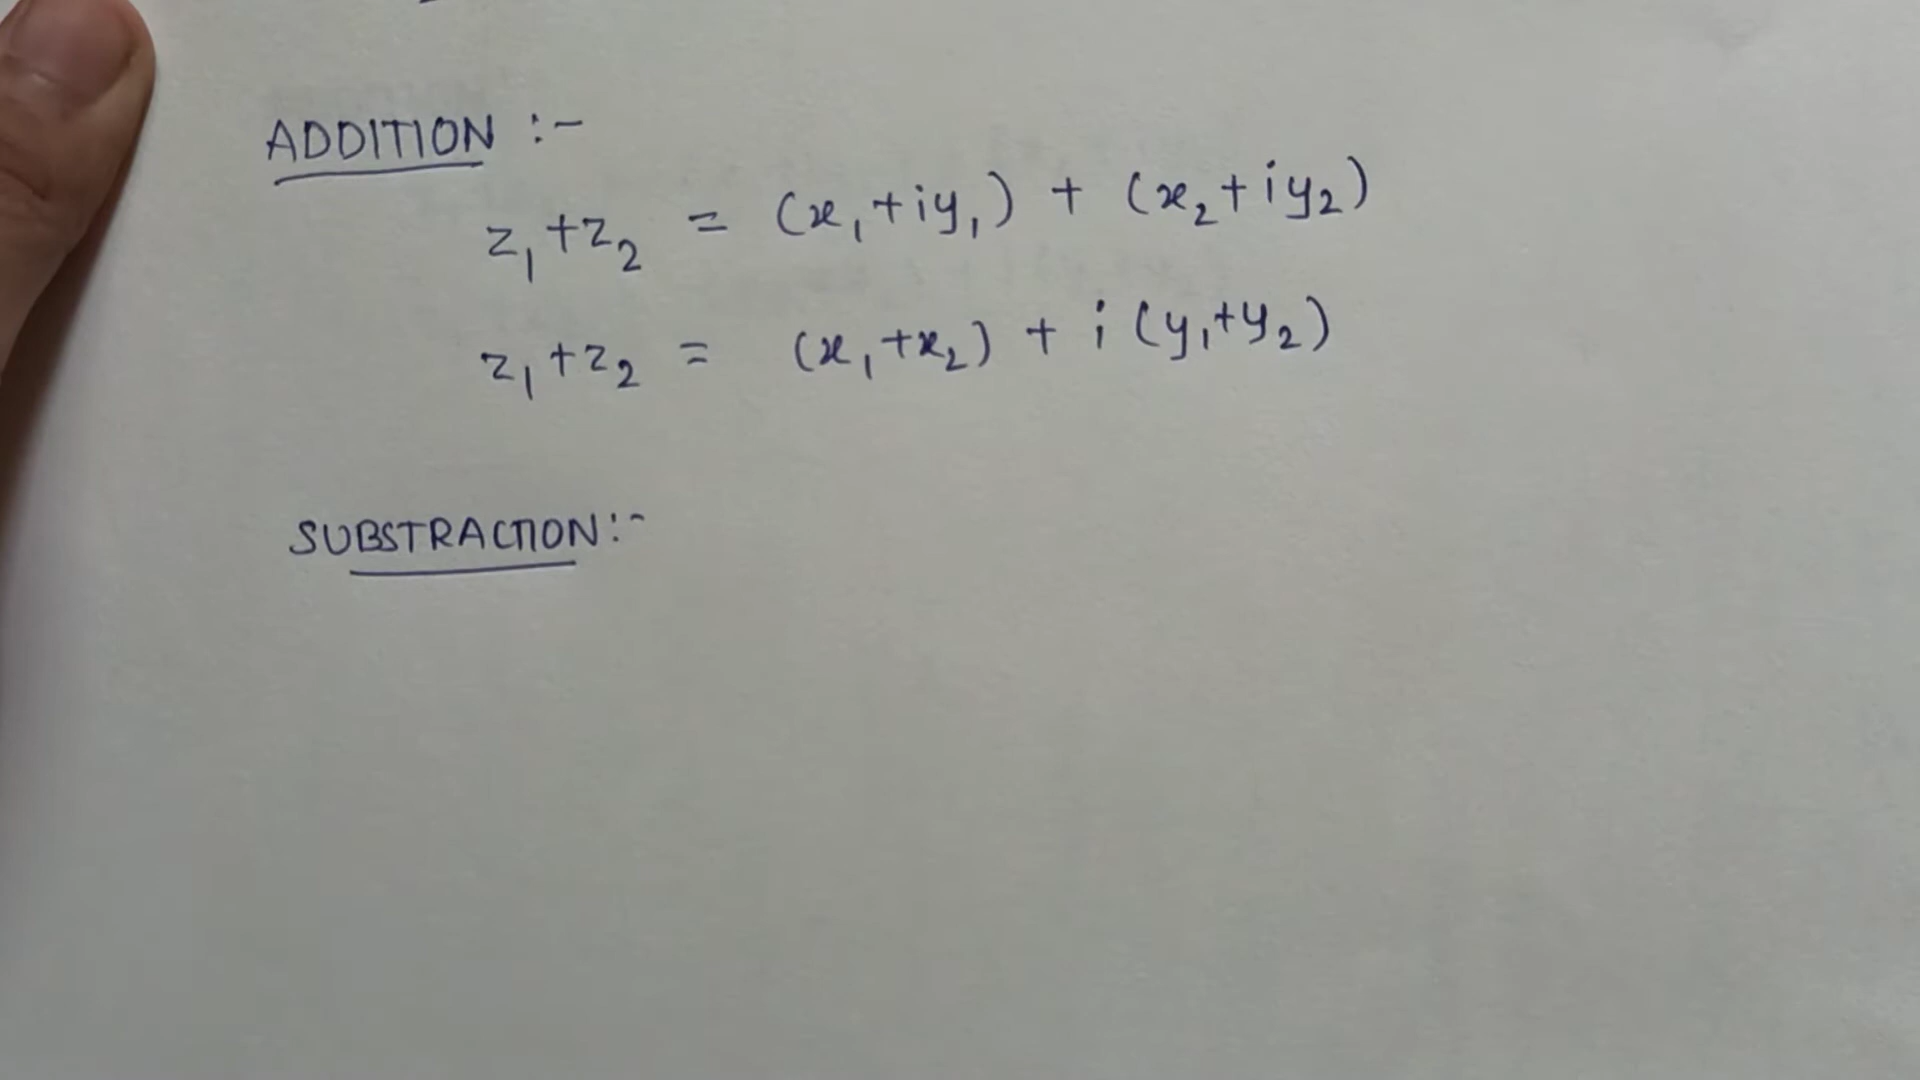 ADDITION :-
z₁+z₂ = (x₁+iy₁) + (x₂+iy₂)
z₁+z₂ = (x₁+x₂) + i (y₁+y₂)
SUBSTRACTION:-